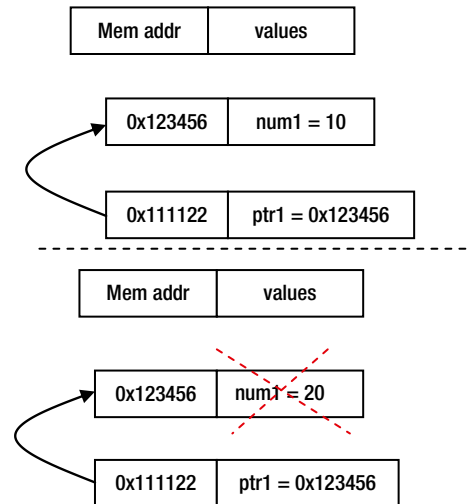 Mem addr values
0x123456 num1 = 10
0x111122 ptr1 = 0x123456
Mem addr values
0x123456 num1 = 20
0x111122 ptr1 = 0x123456